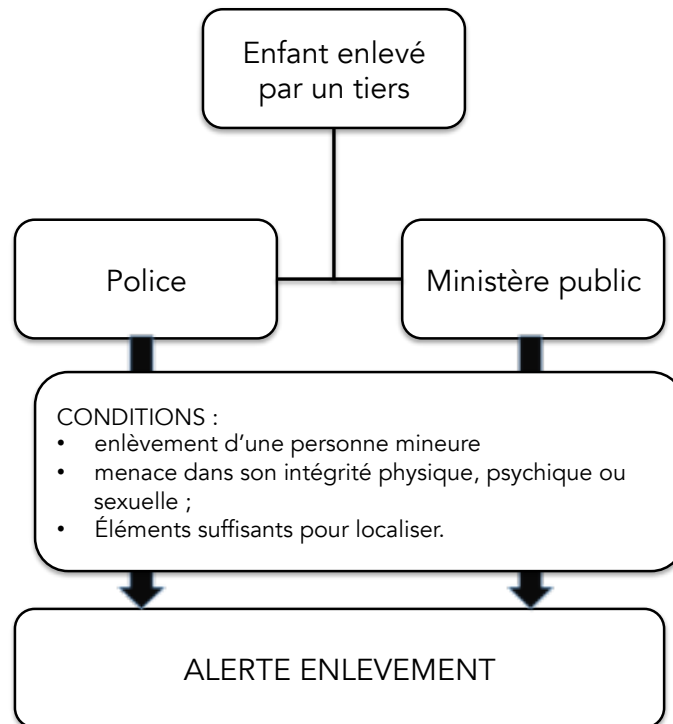 Enfant enlevé
par un tiers
Police
Ministère public
CONDITIONS :
• enlèvement d’une personne mineure
• menace dans son intégrité physique, psychique ou
sexuelle ;
• Éléments suffisants pour localiser.
ALERTE ENLEVEMENT